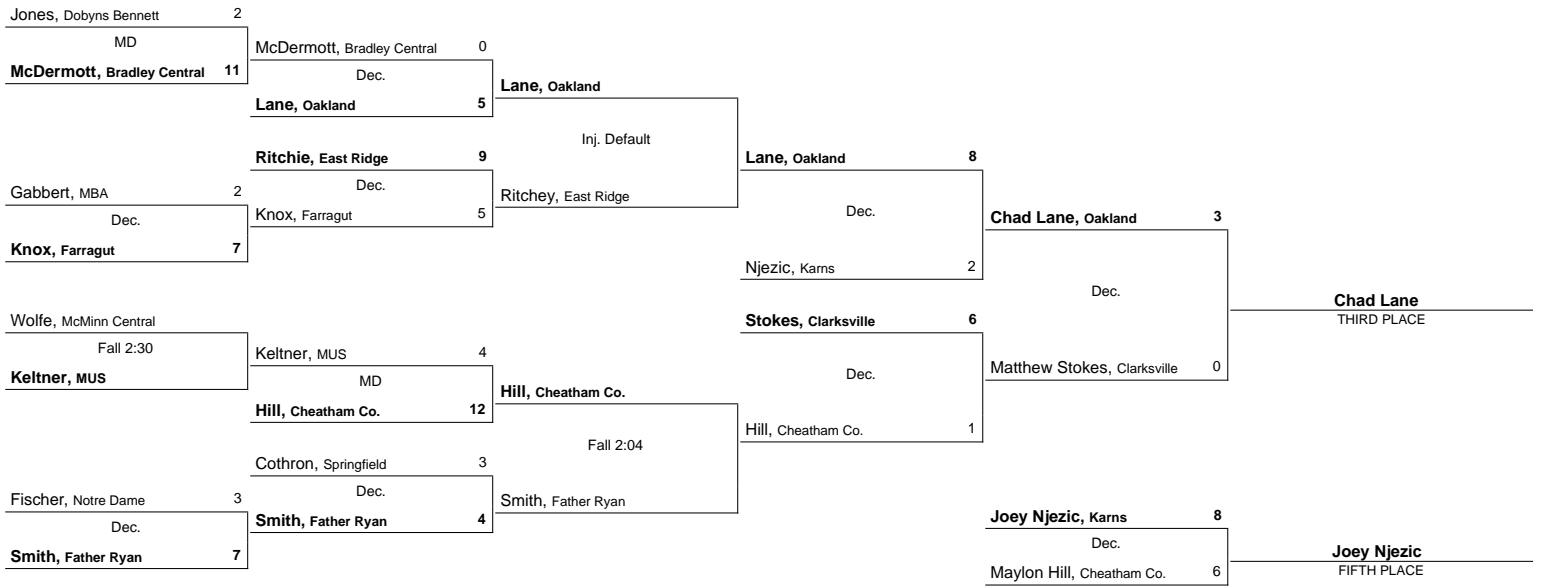 Jones, Dobyns Bennett 2
MD
McDermott, Bradley Central 11
Gabbert, MBA 2
Dec.
Knox, Farragut 7
Wolfe, McMinn Central
Fall 2:30
Keltner, MUS
Fischer, Notre Dame 3
Dec.
Smith, Father Ryan 7
McDermott, Bradley Central 0
Dec.
Lane, Oakland 5
Ritchie, East Ridge 9
Dec.
Knox, Farragut 5
Keltner, MUS 4
MD
Hill, Cheatham Co. 12
Cothron, Springfield 3
Dec.
Smith, Father Ryan 4
Lane, Oakland
Inj. Default
Ritchey, East Ridge
Hill, Cheatham Co.
Fall 2:04
Smith, Father Ryan
Lane, Oakland 8
Dec.
Njezic, Karns 2
Stokes, Clarksville 6
Dec.
Hill, Cheatham Co. 1
Chad Lane, Oakland 3
Dec.
Matthew Stokes, Clarksville 0
Chad Lane
THIRD PLACE
Joey Njezic, Karns 8
Dec.
Maylon Hill, Cheatham Co. 6
Joey Njezic
FIFTH PLACE